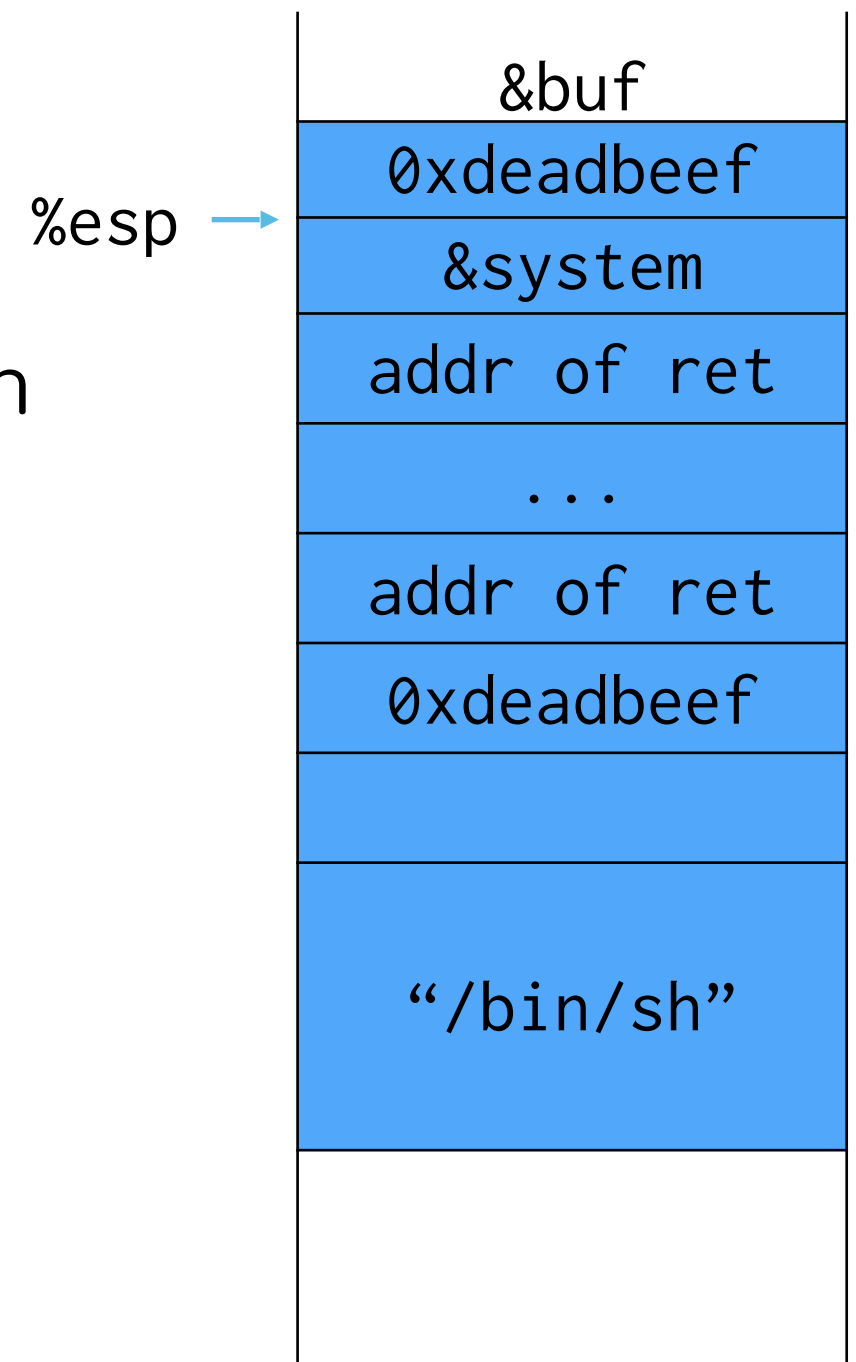 &buf
0xdeadbeef
%esp
&system
addr of ret
n
...
addr of ret
0xdeadbeef
“/bin/sh”